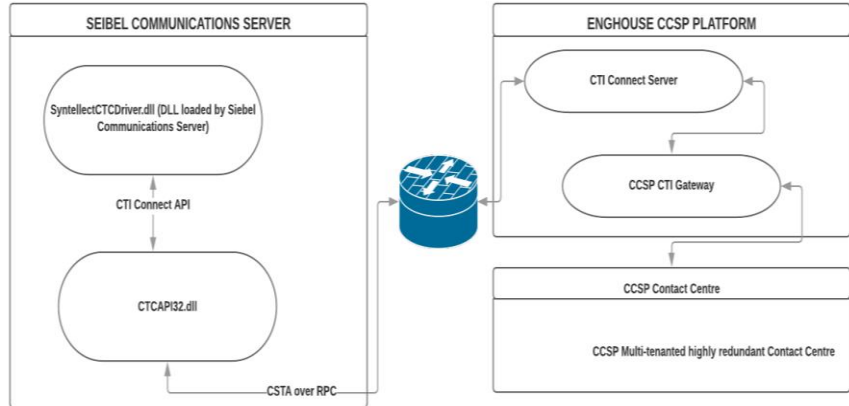 SEIBEL COMMUNICATIONS SERVER
SyntellectCTCDriver.dll (DLL loaded by Siebel
Communications Server)
CTI Connect API
CTCAPI32.dll
CSTA over RPC
ENGHOUSE CCSP PLATFORM
CTI Connect Server
CCSP CTI Gateway
CCSP Contact Centre
CCSP Multi-tenanted highly redundant Contact Centre